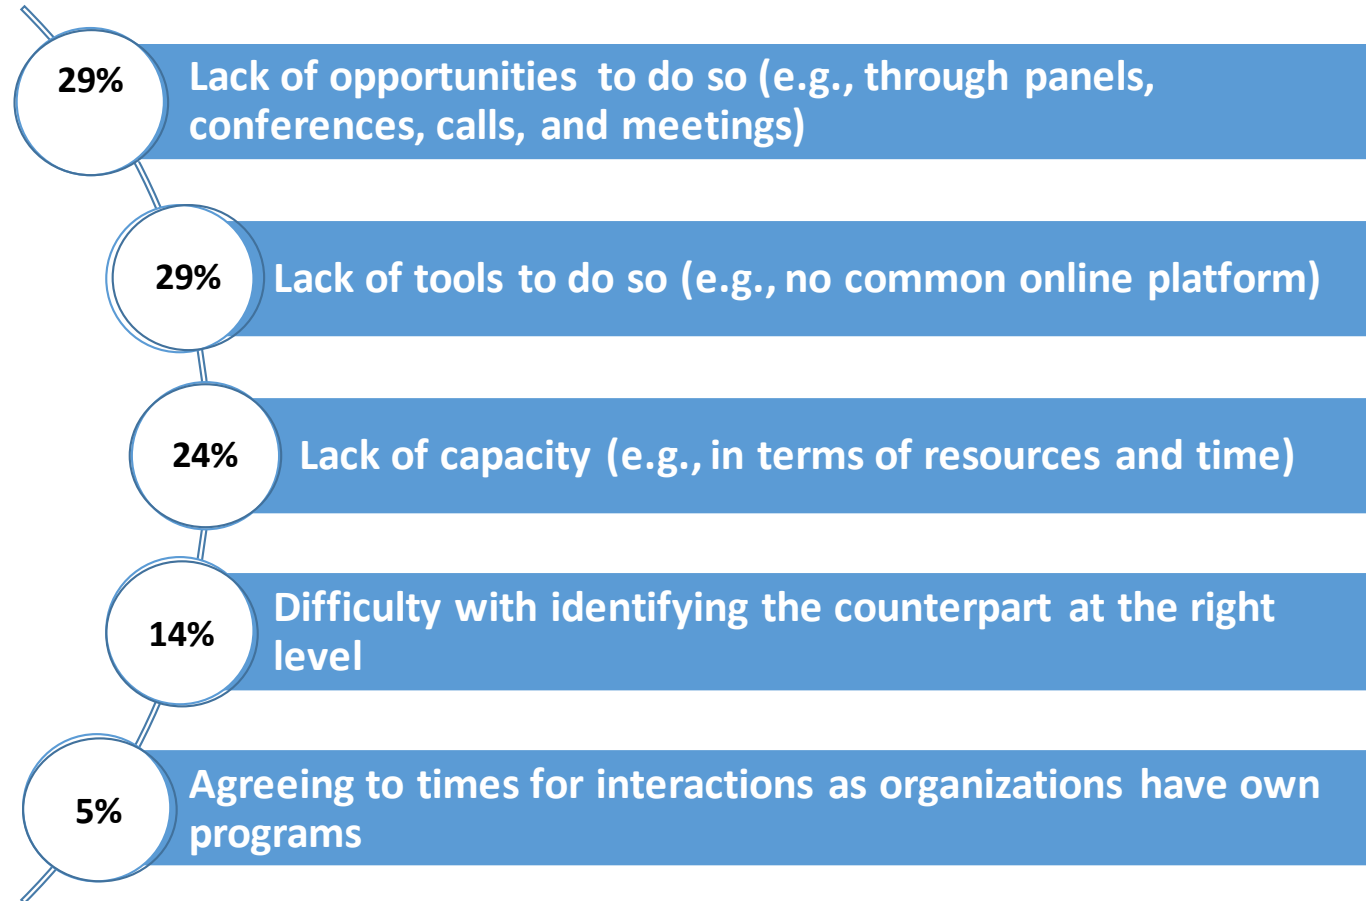 29%
Lack of opportunities to do so (e.g., through panels,
conferences, calls, and meetings)
29%
Lack of tools to do so (e.g., no common online platform)
24%
Lack of capacity (e.g., in terms of resources and time)
14%
Difficulty with identifying the counterpart at the right
level
5%
Agreeing to times for interactions as organizations have own
programs